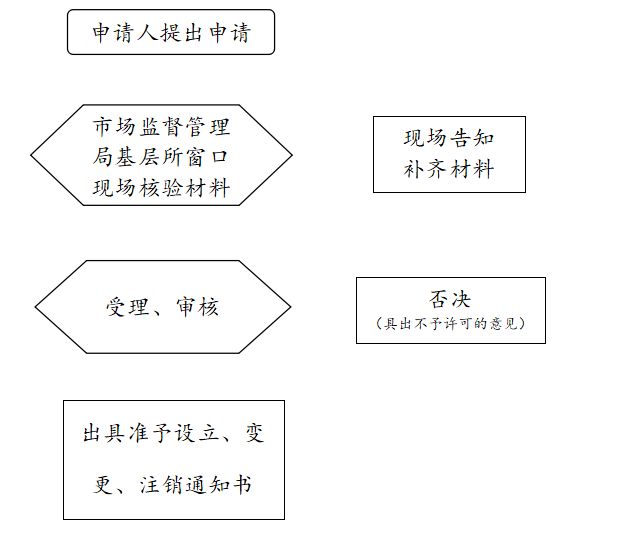 申请人提出申请
市场监督管理
局基层所窗口
现场核验材料
现场告知
补齐材料
受理、审核
否决
（具出不予许可的意见）
出具准予设立、变
更、注销通知书